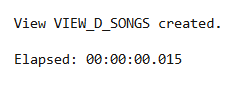 View VIEW_D_SONGS created.
Elapsed: 00:00:00.015